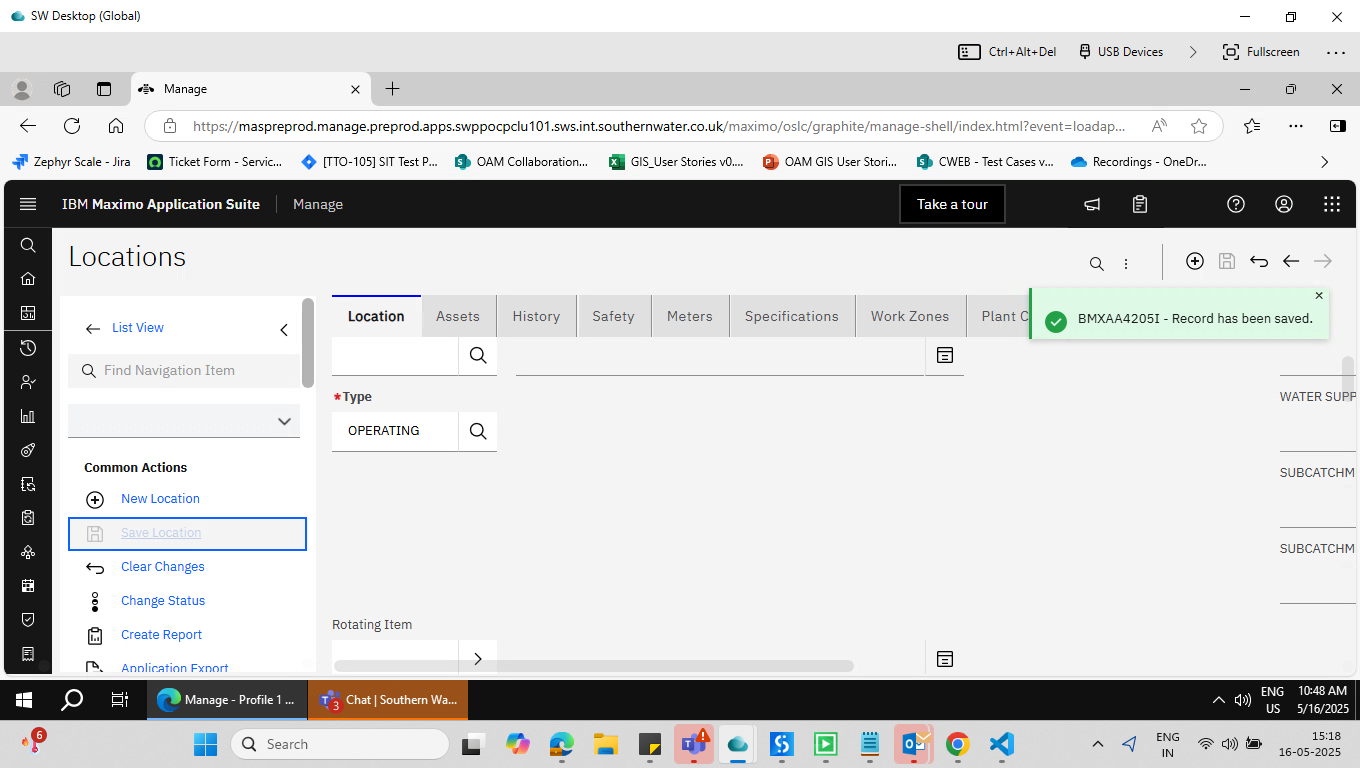 SW Desktop (Global)
Ctrl+Alt+Del USB Devices Fullscreen
Manage
https://maspreprod.manage.preprod.apps.swppocpclu101.sws.int.southernwater.co.uk/maximo/oslc/graphite/manage-shell/index.html?event=loadap...
Zephyr Scale - Jira Ticket Form - Servic... [TTO-105] SIT Test P... OAM Collaboration... GIS_User Stories v0.... OAM GIS User Stori... CWEB - Test Cases v... Recordings - OneDr...
IBM Maximo Application Suite Manage Take a tour
Locations
List View
Find Navigation Item
Common Actions
New Location
Save Location
Clear Changes
Change Status
Create Report
Application Export
Location Assets History Safety Meters Specifications Work Zones Plant C
BMXAA4205I - Record has been saved.
*Type
OPERATING
WATER SUPP
SUBCATCHM
SUBCATCHM
Rotating Item
Manage - Profile 1 ... 3 Chat | Southern Wa...
ENG
US
10:48 AM
5/16/2025
6
Search
ENG
IN
15:18
16-05-2025